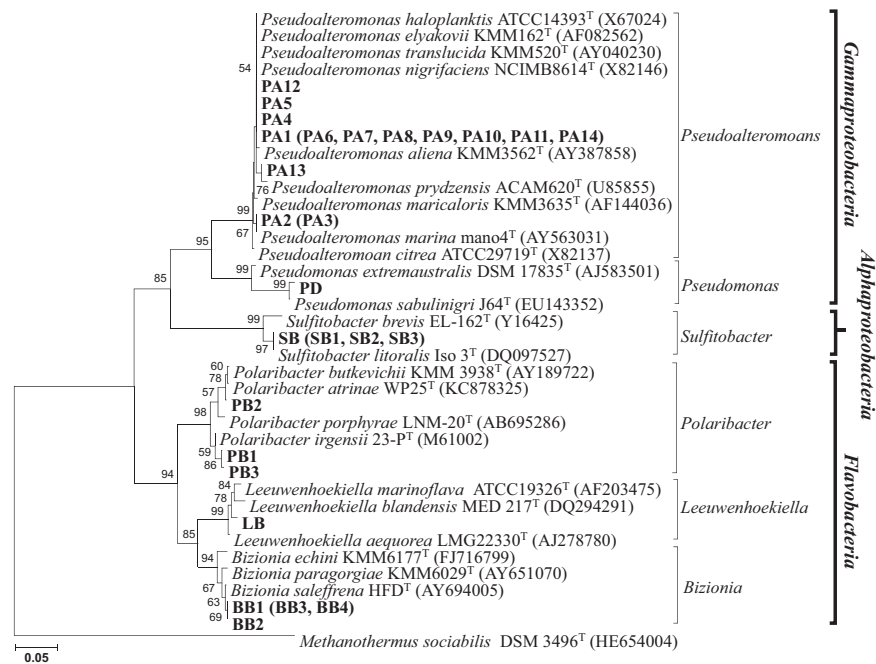 Pseudoalteromonas haloplanktis ATCC14393T (X67024)
Pseudoalteromonas elyakovii KMM162T (AF082562)
Pseudoalteromonas translucida KMM520T (AY040230)
Pseudoalteromonas nigrifaciens NCIMB8614T (X82146)
54
PA12
PA5
PA4
PA1 (PA6, PA7, PA8, PA9, PA10, PA11, PA14)
Pseudoalteromonas aliena KMM3562T (AY387858)
PA13
76
Pseudoalteromonas prydzensis ACAM620T (U85855)
Pseudoalteromonas maricaloris KMM3635T (AF144036)
99
PA2 (PA3)
67
Pseudoalteromonas marina mano4T (AY563031)
Pseudoalteromoan citrea ATCC29719T (X82137)
95
99
Pseudomonas extremaustralis DSM 17835T (AJ583501)
99
PD
Pseudomonas sabulinigri J64T (EU143352)
85
99
Sulfitobacter brevis EL-162T (Y16425)
SB (SB1, SB2, SB3)
97
Sulfitobacter litoralis Iso 3T (DQ097527)
60
Polaribacter butkevichii KMM 3938T (AY189722)
78
Polaribacter atrinae WP25T (KC878325)
57
PB2
98
Polaribacter porphyrae LNM-20T (AB695286)
Polaribacter irgensii 23-PT (M61002)
59
PB1
86
PB3
94
84
Leeuwenhoekiella marinoflava ATCC19326T (AF203475)
78
Leeuwenhoekiella blandensis MED 217T (DQ294291)
99
LB
85
Leeuwenhoekiella aequorea LMG22330T (AJ278780)
94
Bizionia echini KMM6177T (FJ716799)
Bizionia paragorgiae KMM6029T (AY651070)
67
Bizionia saleffrena HFDT (AY694005)
63
BB1 (BB3, BB4)
69
BB2
Methanothermus sociabilis DSM 3496T (HE654004)
0.05
Pseudoalteromoans
Pseudomonas
Sulfitobacter
Polaribacter
Leeuwenhoekiella
Bizionia
Gammaproteobacteria
Alphaproteobacteria
Flavobacteria